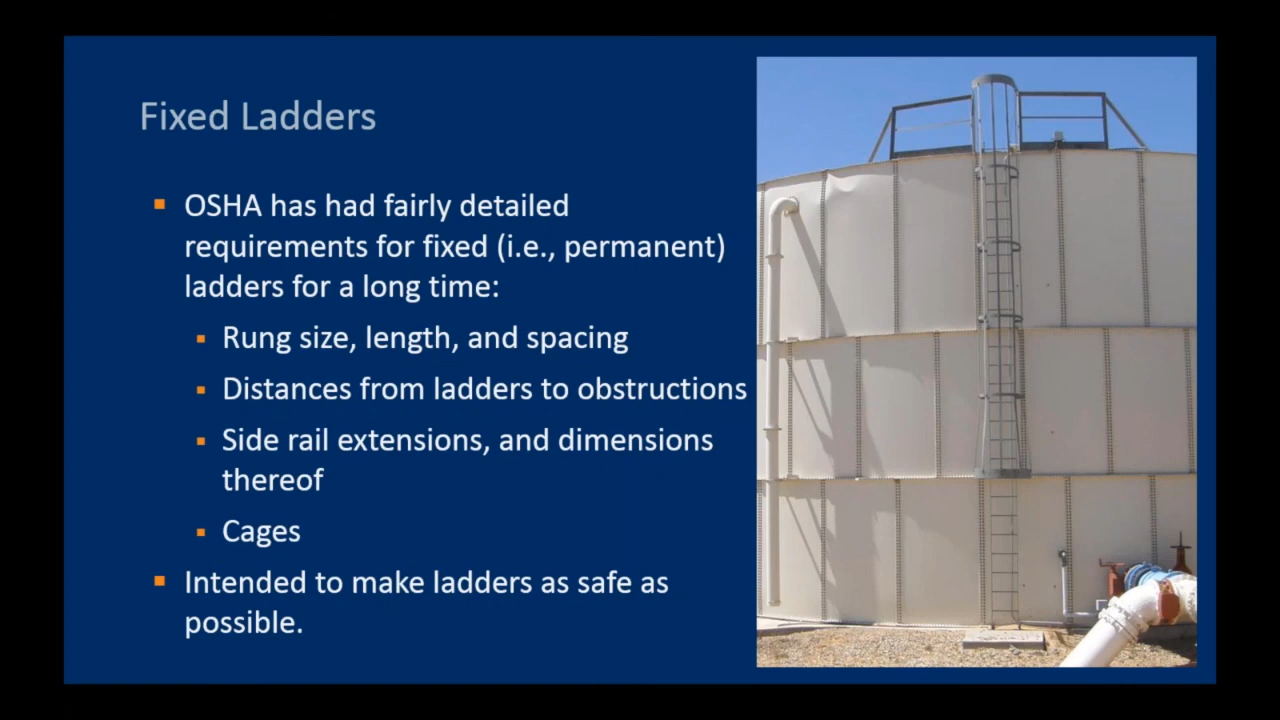 Fixed Ladders
OSHA has had fairly detailed
requirements for fixed (i.e., permanent)
ladders for a long time:
Rung size, length, and spacing
Distances from ladders to obstructions
Side rail extensions, and dimensions
thereof
Cages
Intended to make ladders as safe as
possible.